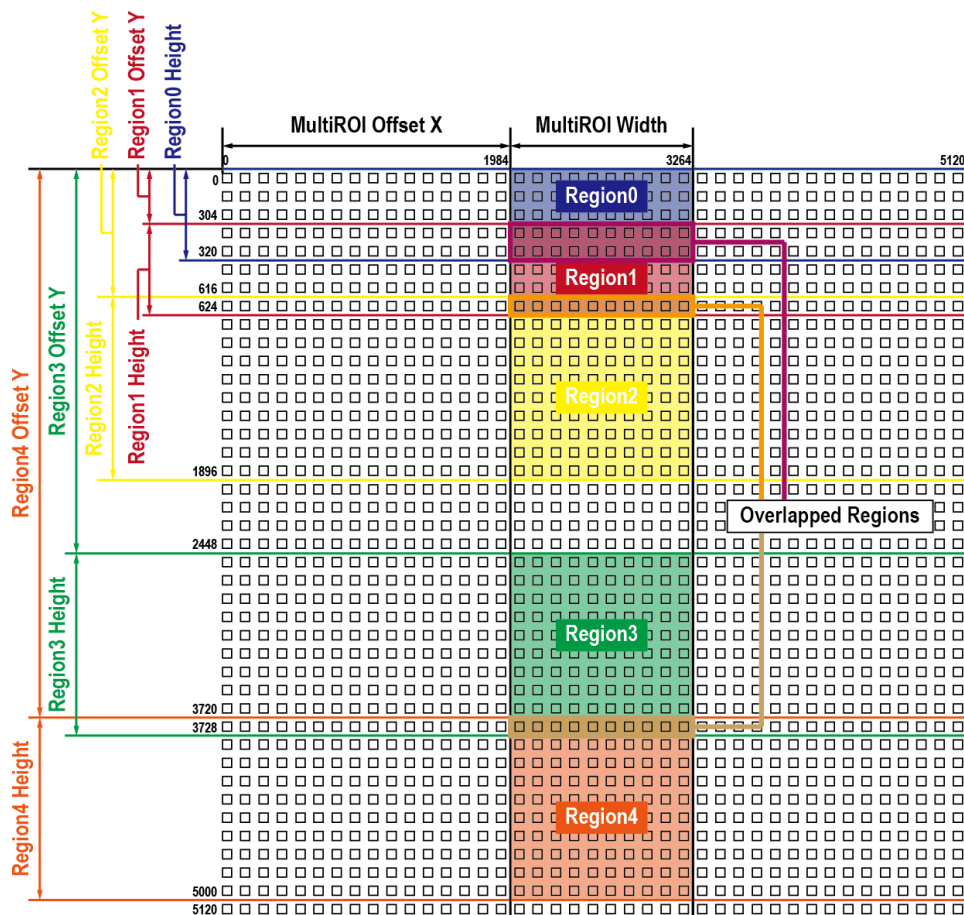 Region2 Offset Y
Region1 Offset Y
Region0 Height
MultiROI Offset X
MultiROI Width
0
1984
3264
5120
0
Region0
304
320
Region1
616
624
Region3 Offset Y
Region4 Offset Y
Region2 Height
Region1 Height
Region2
1896
Overlapped Regions
2448
Region3 Height
Region3
3720
3728
Region4 Height
Region4
5000
5120